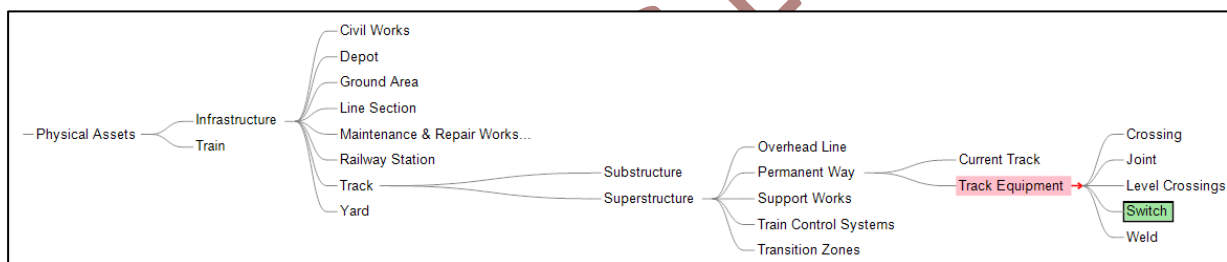 Physical Assets
Infrastructure
Train
Civil Works
Depot
Ground Area
Line Section
Maintenance & Repair Works...
Railway Station
Track
Yard
Substructure
Superstructure
Overhead Line
Permanent Way
Support Works
Train Control Systems
Transition Zones
Current Track
Track Equipment
Crossing
Joint
Level Crossings
Switch
Weld